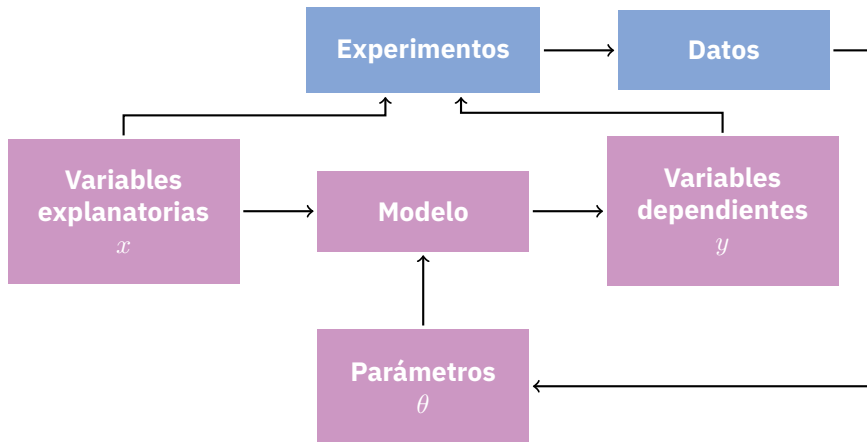 Experimentos
Datos
Variables
explanatorias
x
Modelo
Variables
dependientes
y
Parámetros
θ